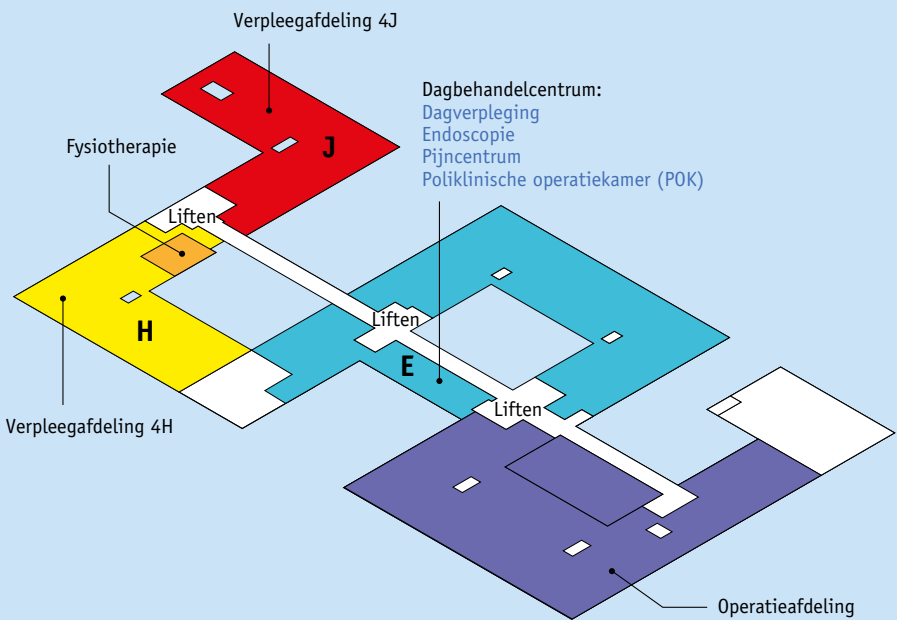 Verpleegafdeling 4J
Dagbehandelcentrum:
Dagverpleging
Endoscopie
Pijncentrum
Poliklinische operatiekamer (POK)
Fysiotherapie
J
Liften
Liften
H
E
Liften
Verpleegafdeling 4H
Operatieafdeling